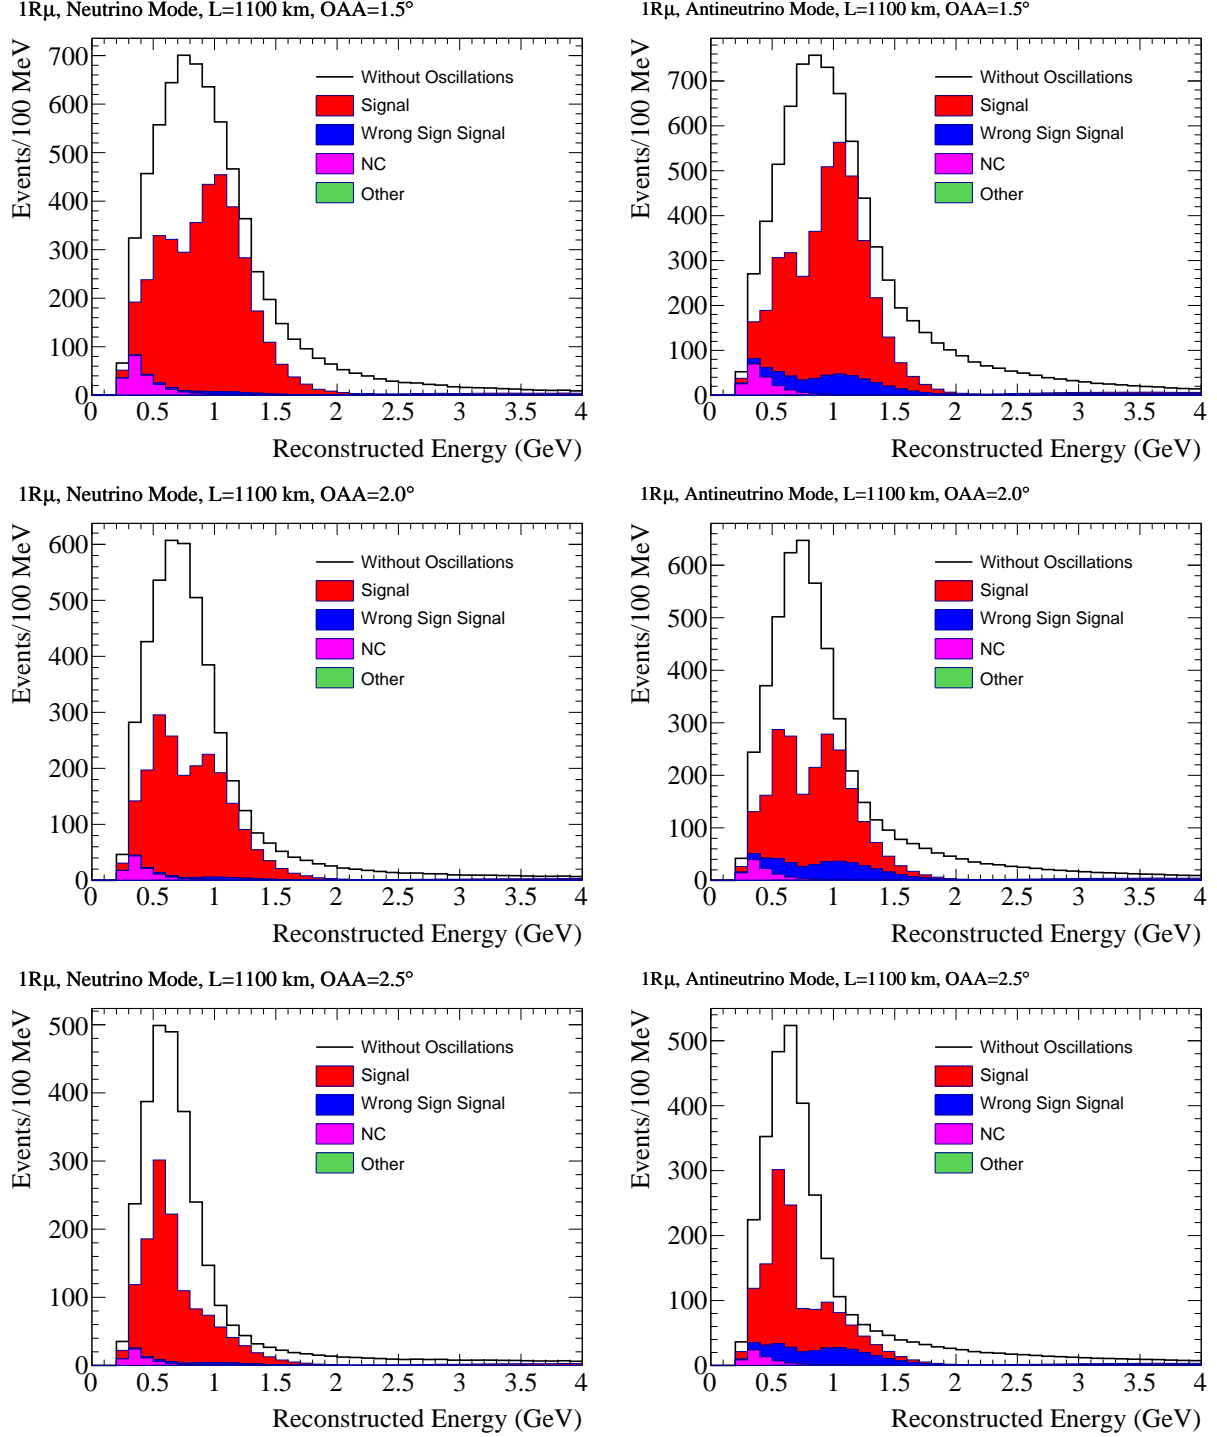 1Rμ, Neutrino Mode, L=1100 km, OAA=1.5°
Events/100 MeV
700
600
500
400
300
200
100
0
Without Oscillations
Signal
Wrong Sign Signal
NC
Other
0 0.5 1 1.5 2 2.5 3 3.5 4
Reconstructed Energy (GeV)
1Rμ, Antineutrino Mode, L=1100 km, OAA=1.5°
Events/100 MeV
700
600
500
400
300
200
100
0
Without Oscillations
Signal
Wrong Sign Signal
NC
Other
0 0.5 1 1.5 2 2.5 3 3.5 4
Reconstructed Energy (GeV)
1Rμ, Neutrino Mode, L=1100 km, OAA=2.0°
Events/100 MeV
600
500
400
300
200
100
0
Without Oscillations
Signal
Wrong Sign Signal
NC
Other
0 0.5 1 1.5 2 2.5 3 3.5 4
Reconstructed Energy (GeV)
1Rμ, Antineutrino Mode, L=1100 km, OAA=2.0°
Events/100 MeV
600
500
400
300
200
100
0
Without Oscillations
Signal
Wrong Sign Signal
NC
Other
0 0.5 1 1.5 2 2.5 3 3.5 4
Reconstructed Energy (GeV)
1Rμ, Neutrino Mode, L=1100 km, OAA=2.5°
Events/100 MeV
500
400
300
200
100
0
Without Oscillations
Signal
Wrong Sign Signal
NC
Other
0 0.5 1 1.5 2 2.5 3 3.5 4
Reconstructed Energy (GeV)
1Rμ, Antineutrino Mode, L=1100 km, OAA=2.5°
Events/100 MeV
500
400
300
200
100
0
Without Oscillations
Signal
Wrong Sign Signal
NC
Other
0 0.5 1 1.5 2 2.5 3 3.5 4
Reconstructed Energy (GeV)